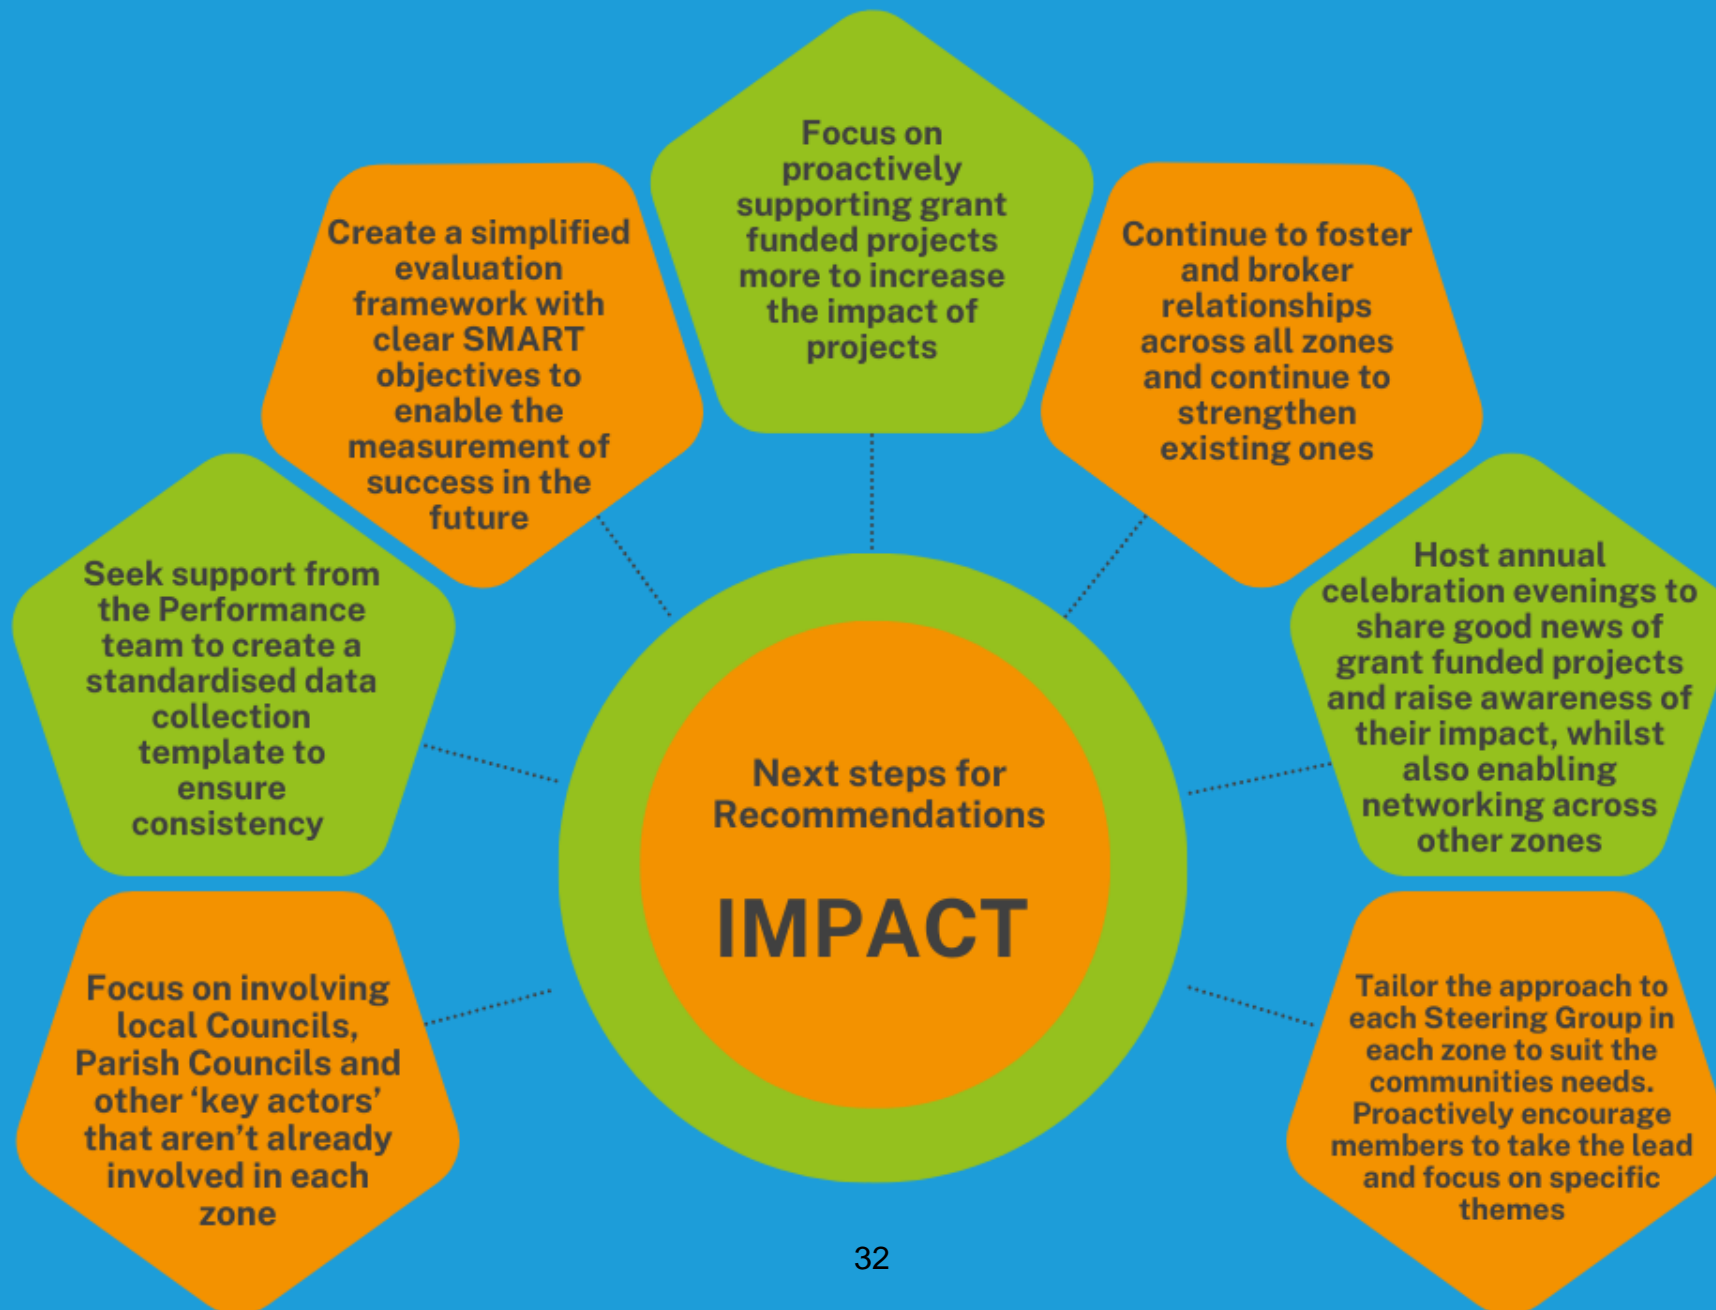 Focus on
proactively
supporting grant
funded projects
more to increase
the impact of
projects
Create a simplified
evaluation
framework with
clear SMART
objectives to
enable the
measurement of
success in the
future
Continue to foster
and broker
relationships
across all zones
and continue to
strengthen
existing ones
Seek support from
the Performance
team to create a
standardised data
collection
template to
ensure
consistency
Host annual
celebration evenings to
share good news of
grant funded projects
and raise awareness of
their impact, whilst
also enabling
networking across
other zones
Next steps for
Recommendations
IMPACT
Focus on involving
local Councils,
Parish Councils and
other ‘key actors’
that aren’t already
involved in each
zone
Tailor the approach to
each Steering Group in
each zone to suit the
communities needs.
Proactively encourage
members to take the lead
and focus on specific
themes
32